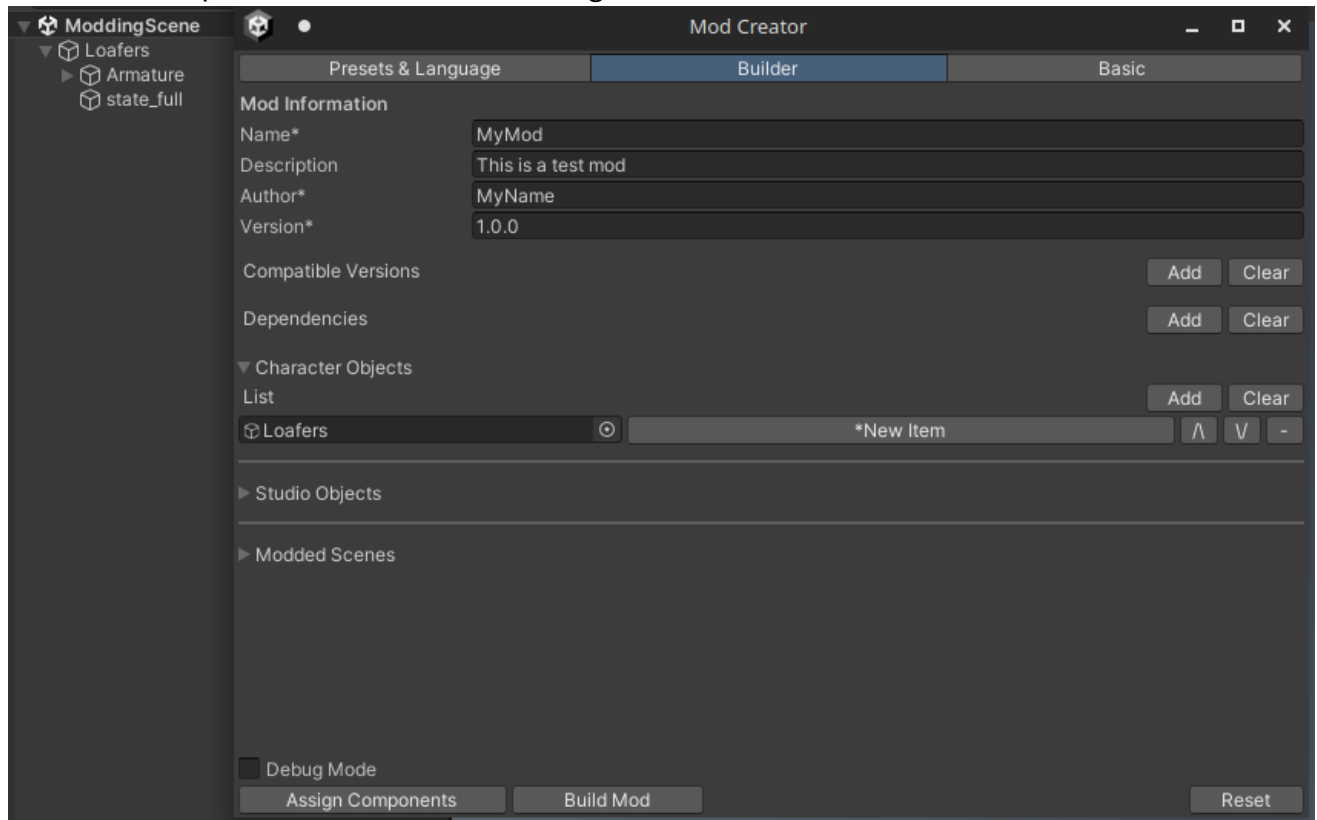 ModdingScene
Loafers
Armature
state_full
Mod Creator
Presets & Language
Builder
Basic
Mod Information
Name*
MyMod
Description
This is a test mod
Author*
MyName
Version*
1.0.0
Compatible Versions
Add
Clear
Dependencies
Add
Clear
Character Objects
List
Add
Clear
Loafers
*New Item
/\
\/
-
Studio Objects
Modded Scenes
Debug Mode
Assign Components
Build Mod
Reset